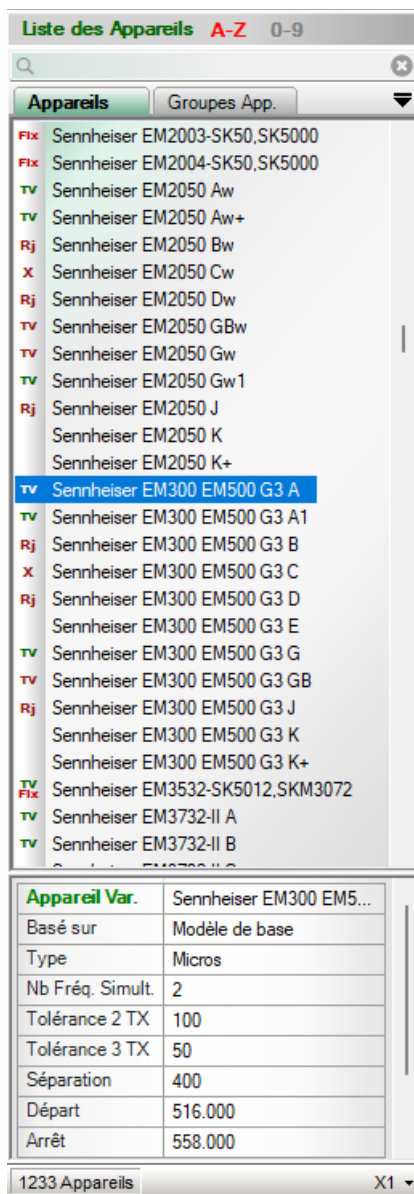 Liste des Appareils A-Z 0-9
Appareils Groupes App.
Flx Sennheiser EM2003-SK50,SK5000
Flx Sennheiser EM2004-SK50,SK5000
TV Sennheiser EM2050 Aw
TV Sennheiser EM2050 Aw+
Rj Sennheiser EM2050 Bw
X Sennheiser EM2050 Cw
Rj Sennheiser EM2050 Dw
TV Sennheiser EM2050 GBw
TV Sennheiser EM2050 Gw
TV Sennheiser EM2050 Gw1
Rj Sennheiser EM2050 J
Sennheiser EM2050 K
Sennheiser EM2050 K+
TV Sennheiser EM300 EM500 G3 A
TV Sennheiser EM300 EM500 G3 A1
Rj Sennheiser EM300 EM500 G3 B
X Sennheiser EM300 EM500 G3 C
Rj Sennheiser EM300 EM500 G3 D
Sennheiser EM300 EM500 G3 E
TV Sennheiser EM300 EM500 G3 G
TV Sennheiser EM300 EM500 G3 GB
Rj Sennheiser EM300 EM500 G3 J
Sennheiser EM300 EM500 G3 K
Sennheiser EM300 EM500 G3 K+
TV Flx Sennheiser EM3532-SK5012,SKM3072
TV Sennheiser EM3732-II A
TV Sennheiser EM3732-II B
Appareil Var. Sennheiser EM300 EM5...
Basé sur Modèle de base
Type Micros
Nb Fréq. Simult. 2
Tolérance 2 TX 100
Tolérance 3 TX 50
Séparation 400
Départ 516.000
Arrêt 558.000
1233 Appareils X1